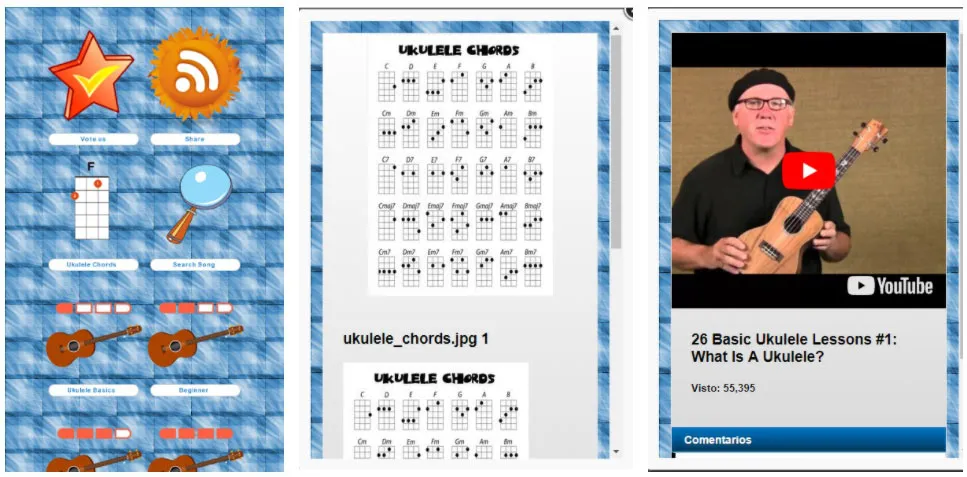 Vote us
Share
F
Ukulele Chords
Search Song
Ukulele Basics
Beginner
UKULELE CHORDS
C D E F G A B
Cm Dm Em Fm Gm Am Bm
C7 D7 E7 F7 G7 A7 B7
Cmaj7 Dmaj7 Emaj7 Fmaj7 Gmaj7 Amaj7 Bmaj7
Cm7 Dm7 Em7 Fm7 Gm7 Am7 Bm7
ukulele_chords.jpg 1
UKULELE CHORDS
C D E F G A B
Cm Dm Em Fm Gm Am Bm
YouTube
26 Basic Ukulele Lessons #1:
What Is A Ukulele?
Visto: 55,395
Comentarios